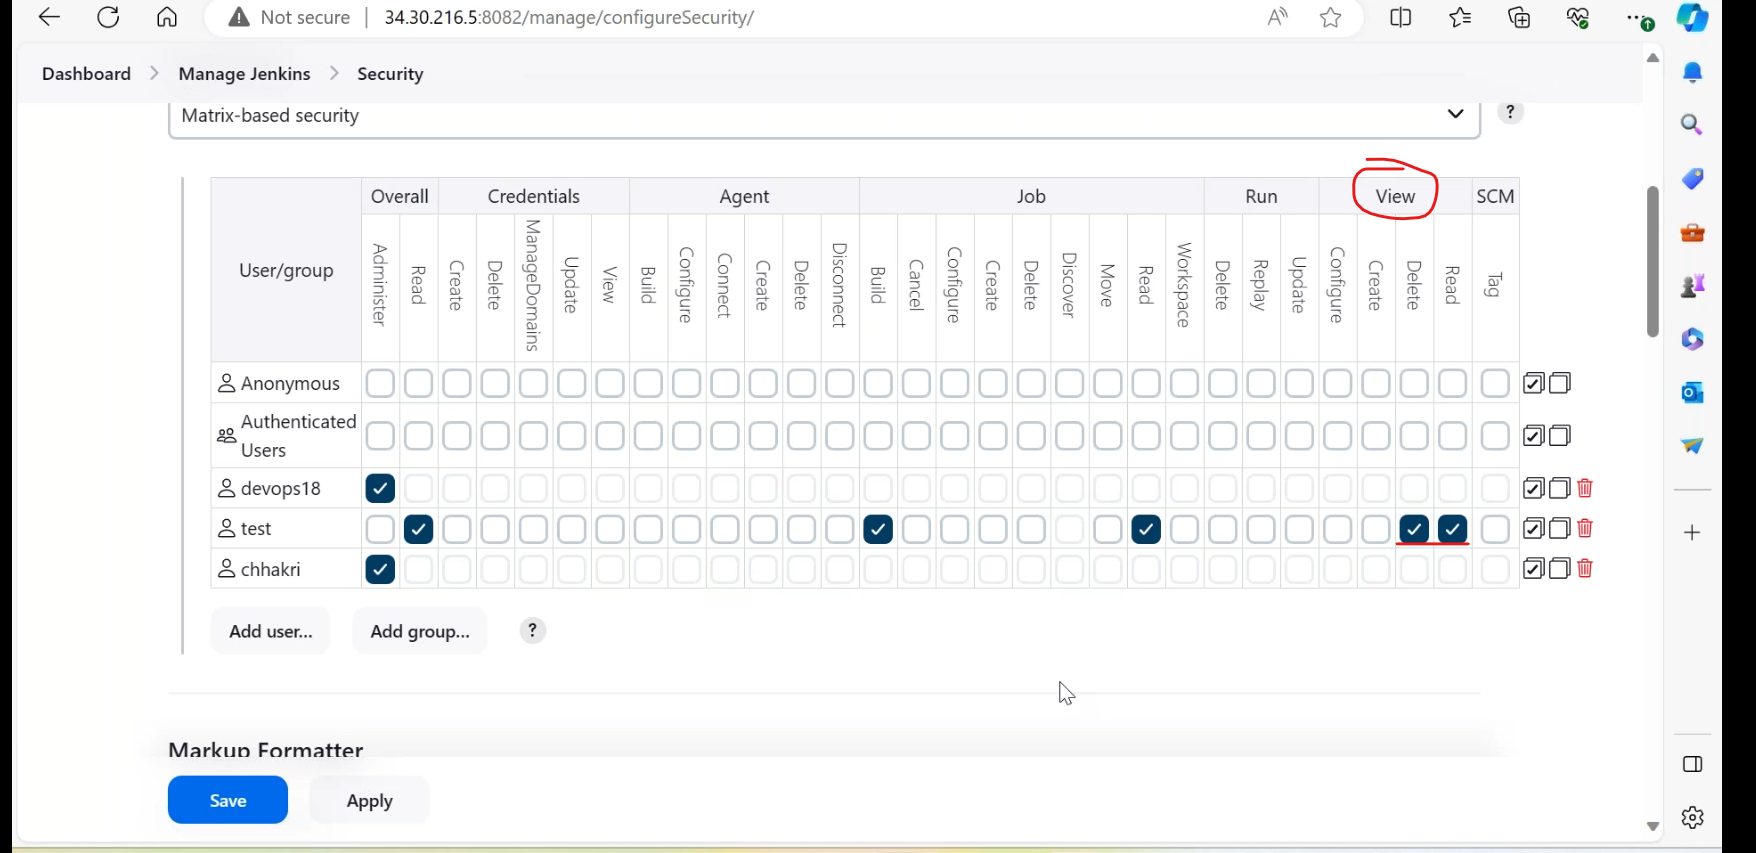 Not secure | 34.30.216.5:8082/manage/configureSecurity/
Dashboard > Manage Jenkins > Security
Matrix-based security
?
User/group
Overall Credentials Agent Job Run View SCM
Administer Read Create Delete ManageDomains Update View Build Configure Connect Create Delete Disconnect Build Cancel Configure Create Delete Discover Move Read Workspace Delete Replay Update Configure Create Delete Read Tag
Anonymous
Authenticated
Users
devops18
test
chhakri
Add user... Add group... ?
Markup Formatter
Save Apply